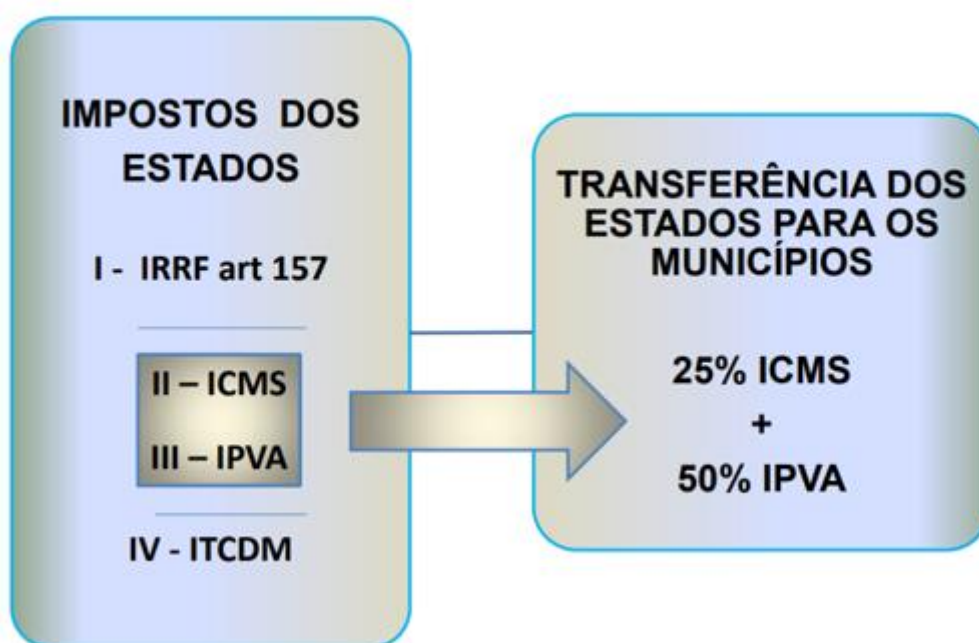 IMPOSTOS DOS
ESTADOS
I - IRRF art 157
II – ICMS
III – IPVA
IV - ITCDM
TRANSFERÊNCIA DOS
ESTADOS PARA OS
MUNICÍPIOS
25% ICMS
+
50% IPVA